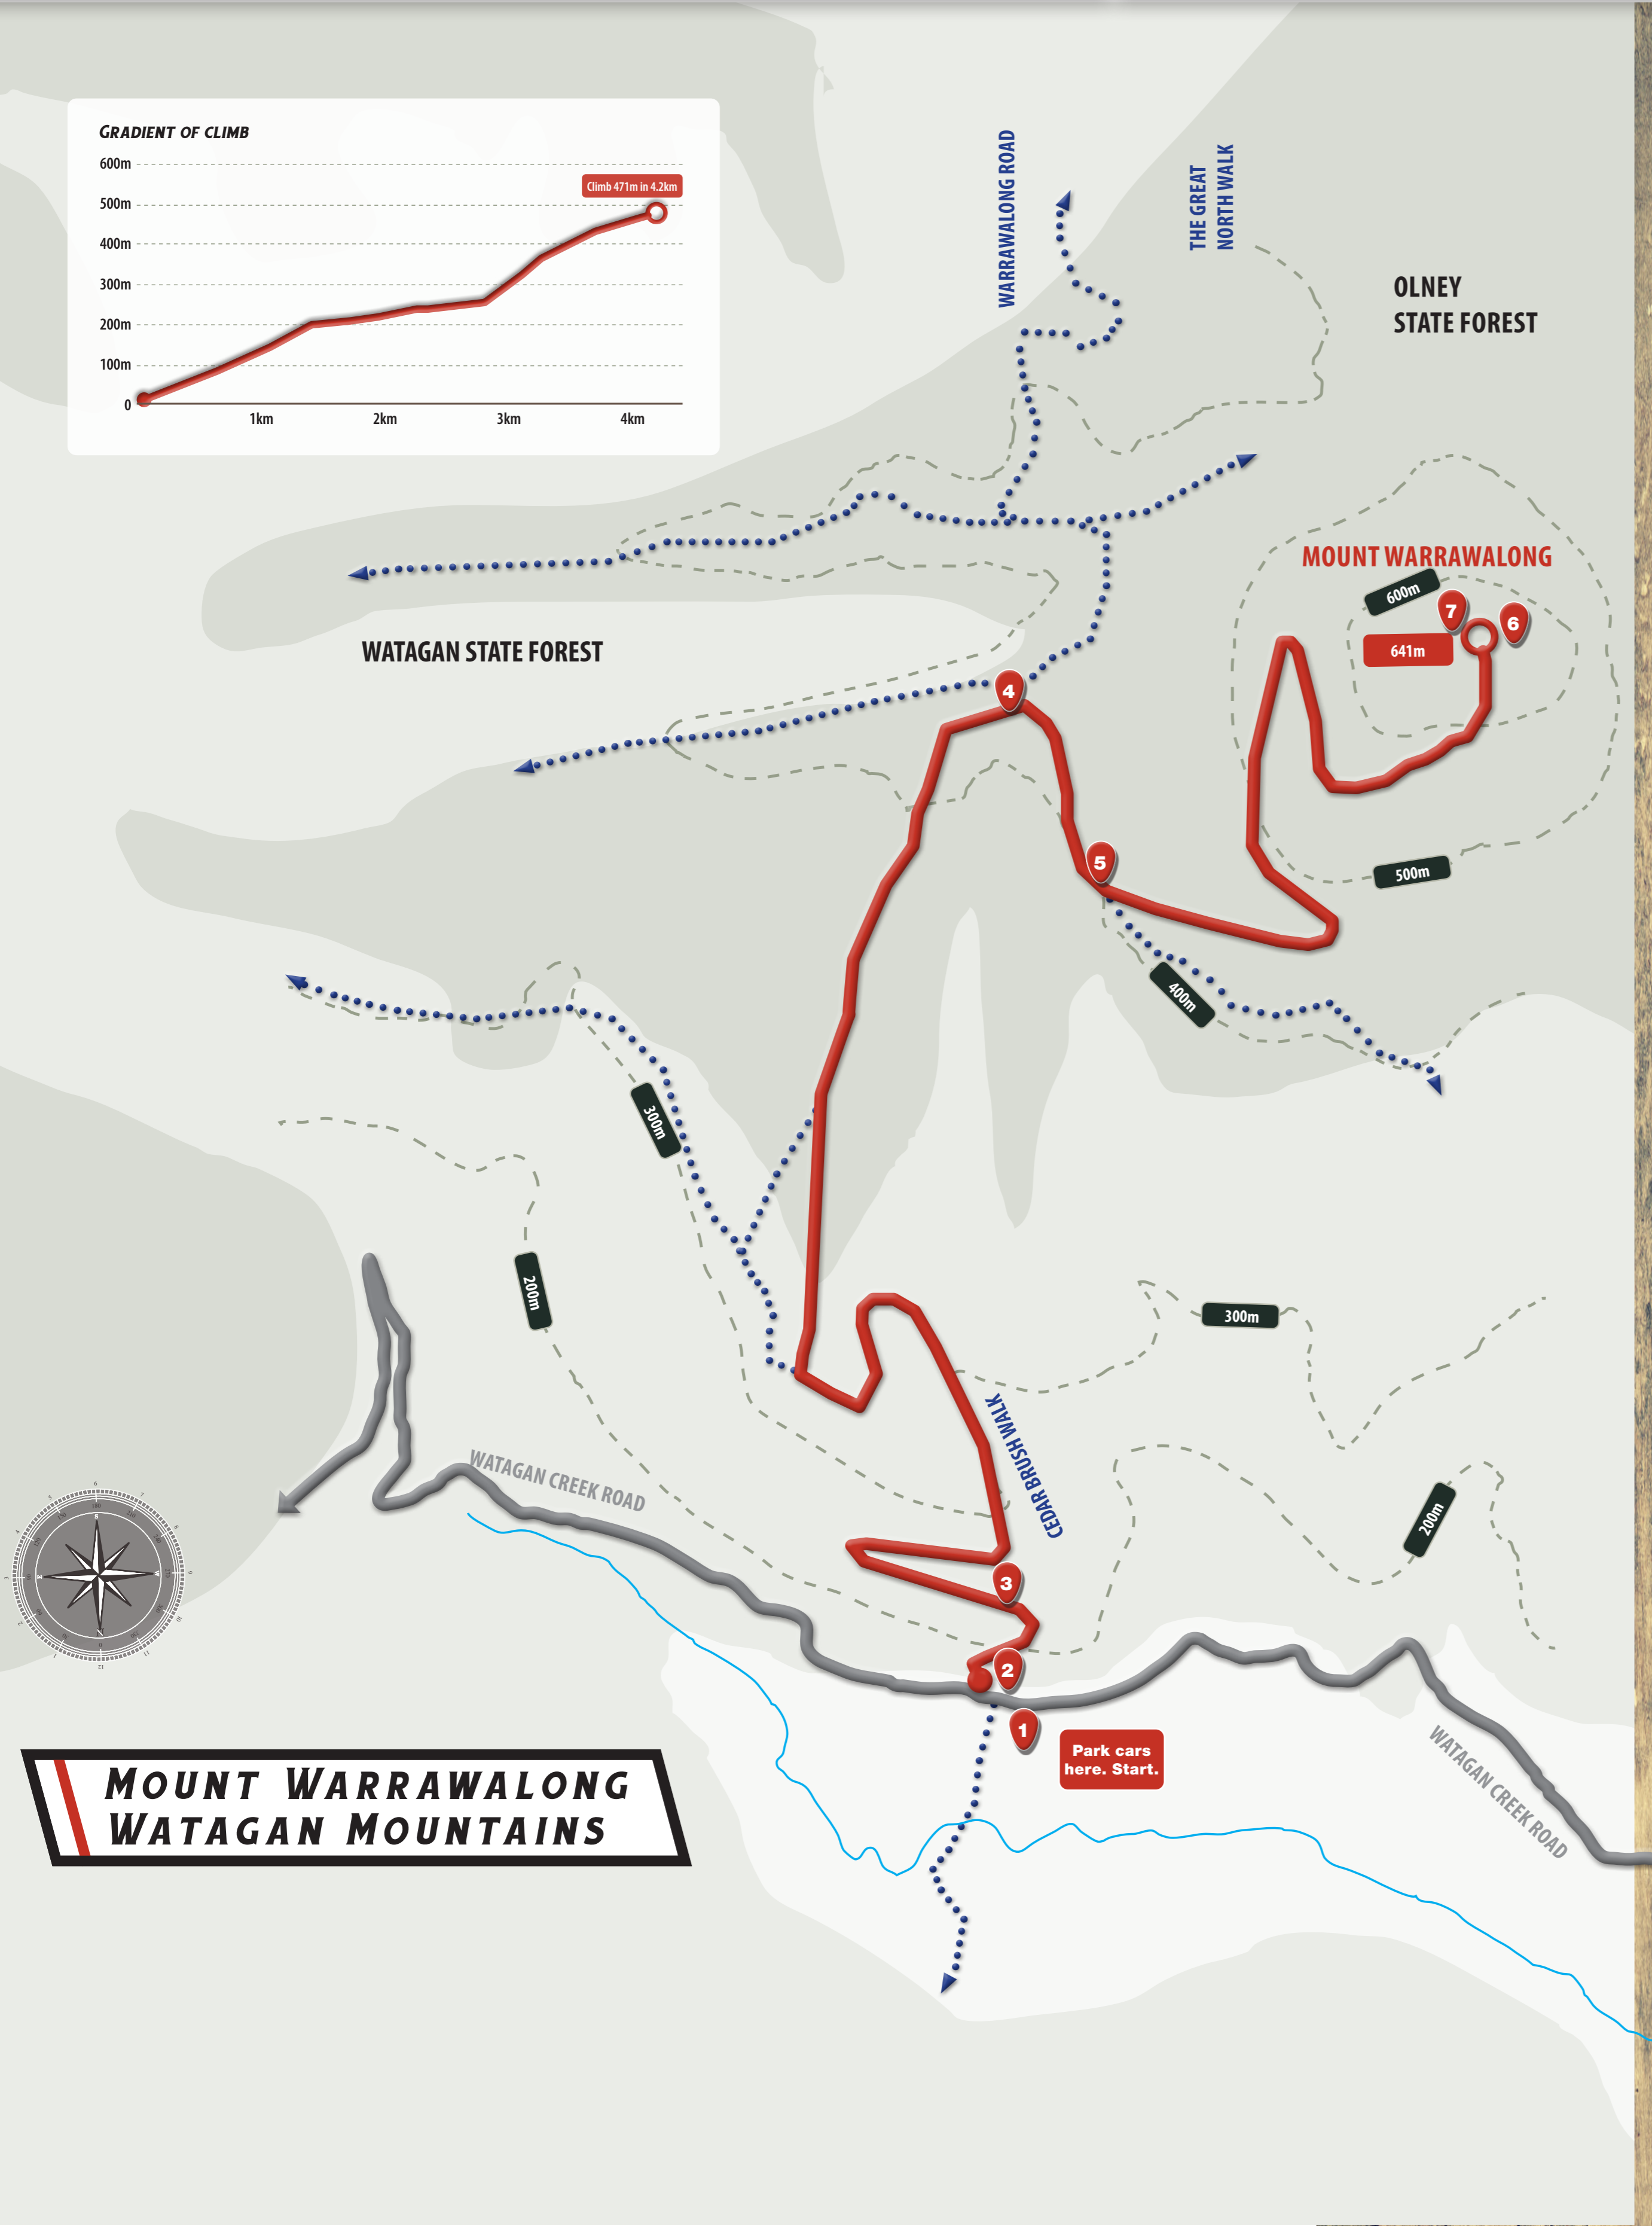 GRADIENT OF CLIMB
600m
500m
400m
300m
200m
100m
0
Climb 471m in 4.2km
1km
2km
3km
4km
WARRAWALONG ROAD
THE GREAT
NORTH WALK
OLNEY
STATE FOREST
MOUNT WARRAWALONG
600m
7
6
641m
WATAGAN STATE FOREST
4
5
500m
400m
300m
200m
300m
CEDAR BRUSH WALK
WATAGAN CREEK ROAD
200m
3
2
1
Park cars
here. Start.
WATAGAN CREEK ROAD
MOUNT WARRAWALONG
WATAGAN MOUNTAINS